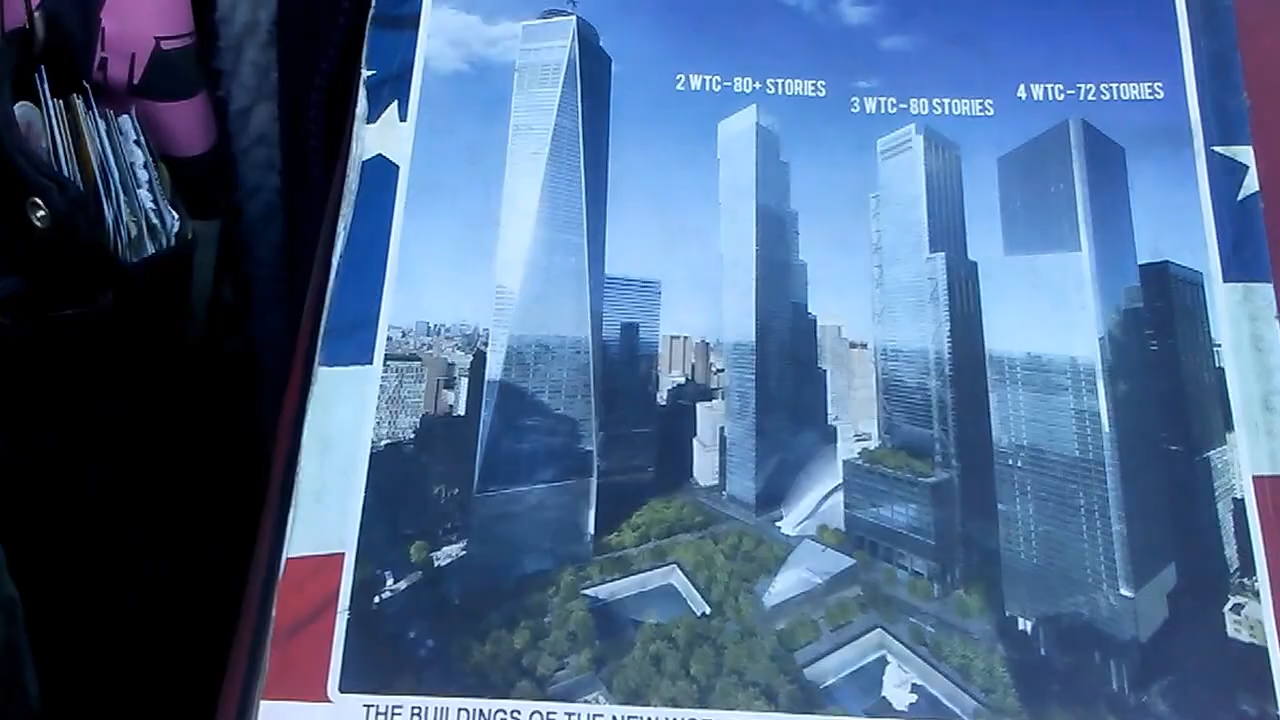 2 WTC-80+ STORIES
3 WTC-80 STORIES
4 WTC-72 STORIES
THE BUILDINGS OF THE NEW